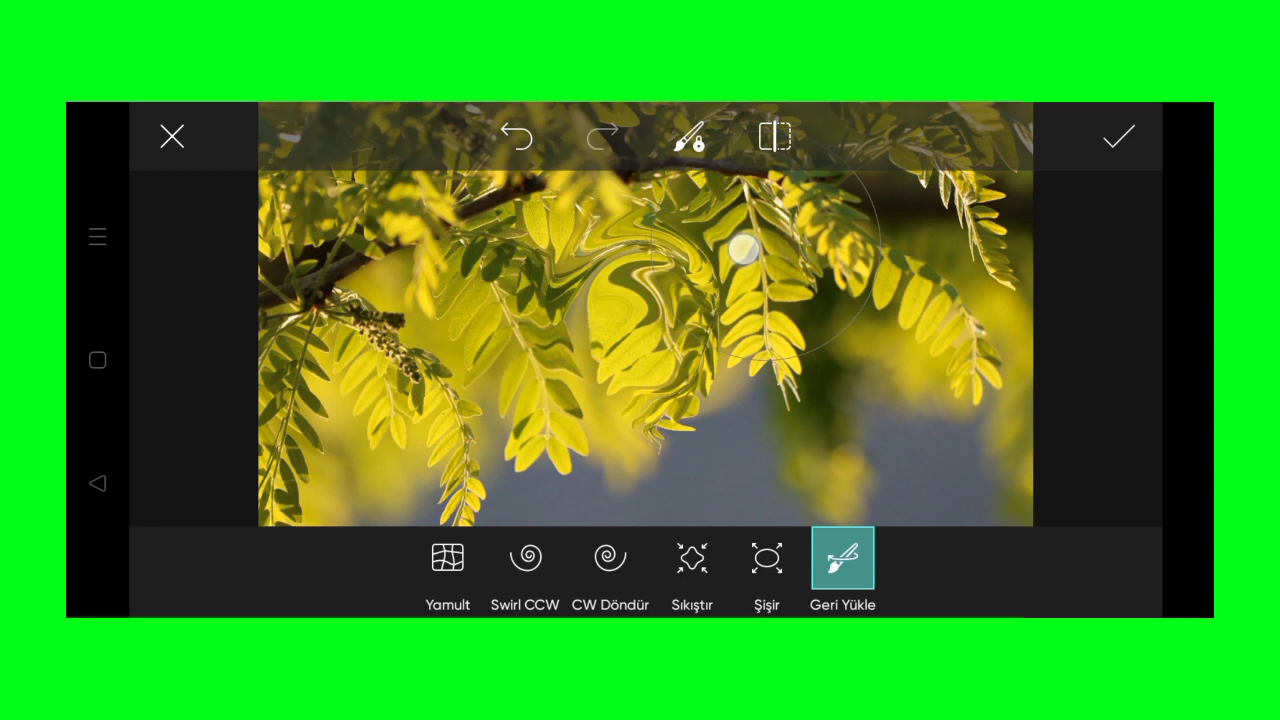 Yamult
Swirl CCW
CW Döndür
Sıkıştır
Şişir
Geri Yükle